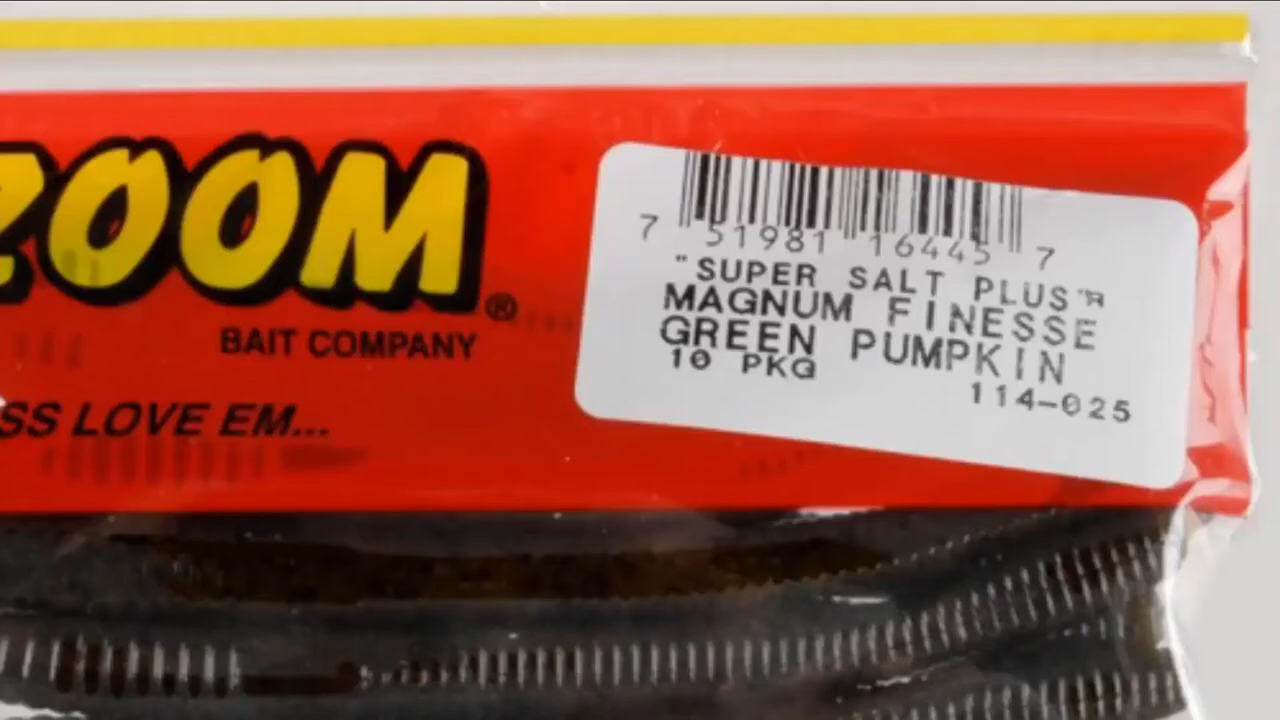 ZOOM®
BAIT COMPANY
SS LOVE EM...
7 51981 16445 7
"SUPER SALT PLUS"R
MAGNUM FINESSE
GREEN PUMPKIN
10 PKG
114-025